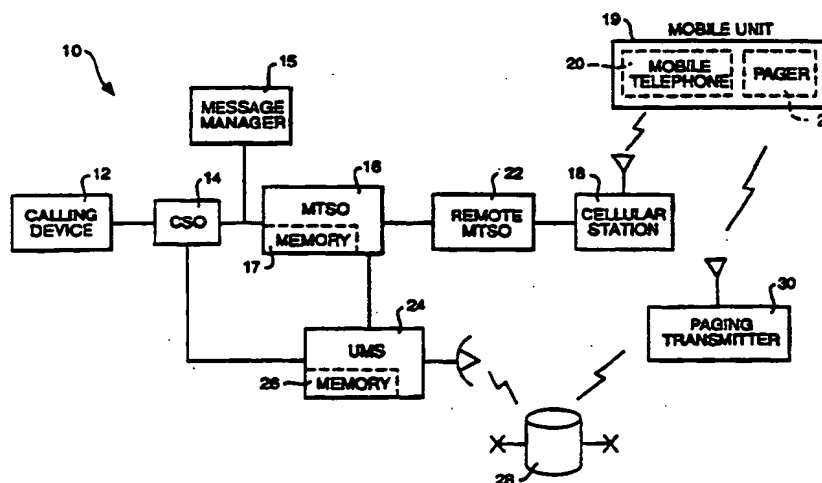 19
MOBILE UNIT
10
20
MOBILE
TELEPHONE
PAGER
2
15
MESSAGE
MANAGER
12
CALLING
DEVICE
14
CSO
16
MTSO
MEMORY
17
22
REMOTE
MTSO
18
CELLULAR
STATION
30
PAGING
TRANSMITTER
24
UMS
26
MEMORY
28